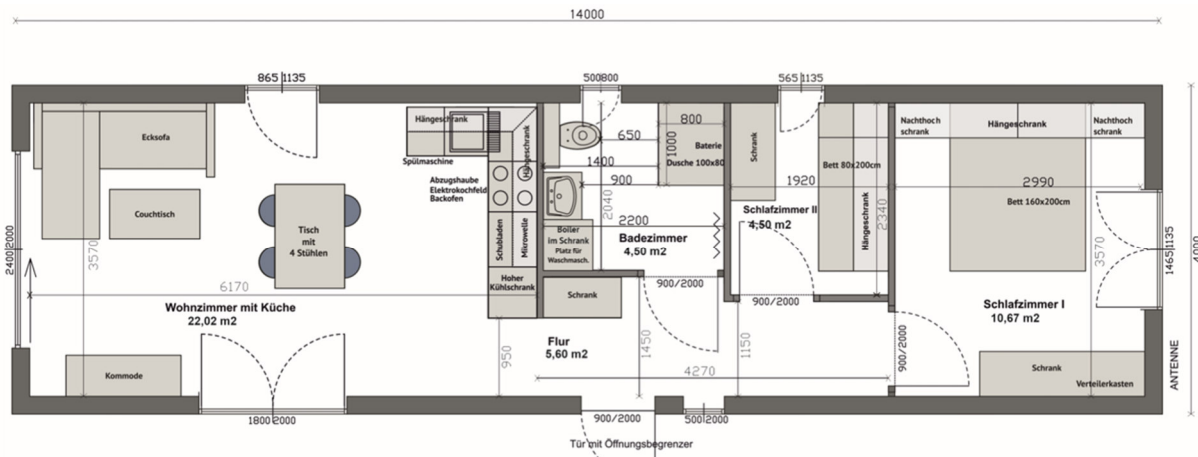 14000
865 1135
500 800
565 1135
Ecksofa
Hängeschrank
Hängeschrank
Spülmaschine
Abzugshaube
Elektrokochfeld
Backofen
Couchtisch
Tisch
mit
4 Stühlen
Schubladen
Mikrowelle
Hoher
Kühlschrank
2400 2000
3570
6170
Wohnzimmer mit Küche
22,02 m2
Kommode
1800 2000
650
800
1000
Baterie
Dusche 100x80
1400
900
2040
2200
Boiler
im Schrank
Platz für
Waschmasch.
Badezimmer
4,50 m2
900/2000
Schrank
Flur
5,60 m2
950
1450
1150
4270
900/2000
500 2000
Tür mit Öffnungsbegrenzer
Schrank
1920
Bett 80x200cm
Schlafzimmer II
4,50 m2
Hängeschrank
2340
900/2000
900/2000
Nachthoch
schrank
Hängeschrank
Nachthoch
schrank
2990
Bett 160x200cm
3570
Schlafzimmer I
10,67 m2
Schrank
Verteilerkasten
1465 1135
4000
ANTENNE